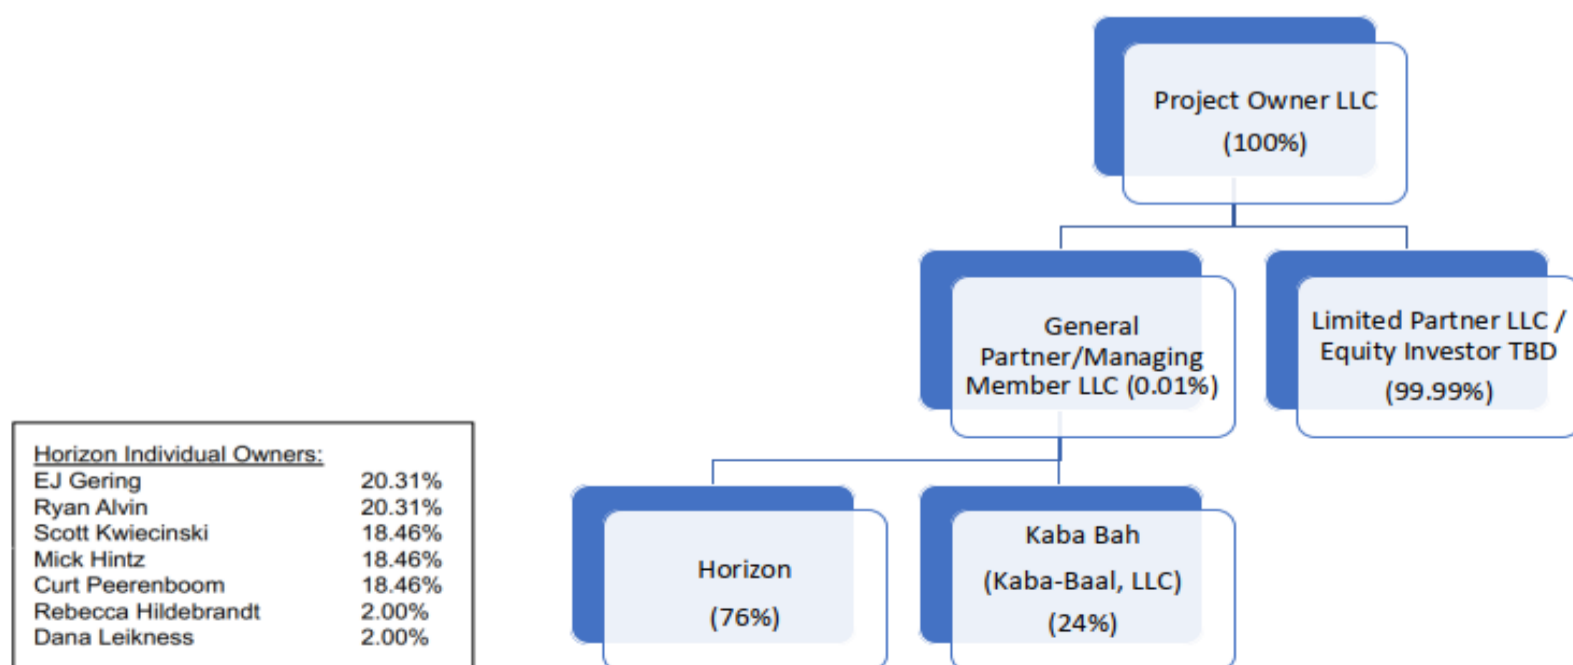 Project Owner LLC
(100%)
General
Partner/Managing
Member LLC (0.01%)
Limited Partner LLC /
Equity Investor TBD
(99.99%)
Horizon Individual Owners:
EJ Gering 20.31%
Ryan Alvin 20.31%
Scott Kwiecinski 18.46%
Mick Hintz 18.46%
Curt Peerenboom 18.46%
Rebecca Hildebrandt 2.00%
Dana Leikness 2.00%
Horizon
(76%)
Kaba Bah
(Kaba-Baal, LLC)
(24%)